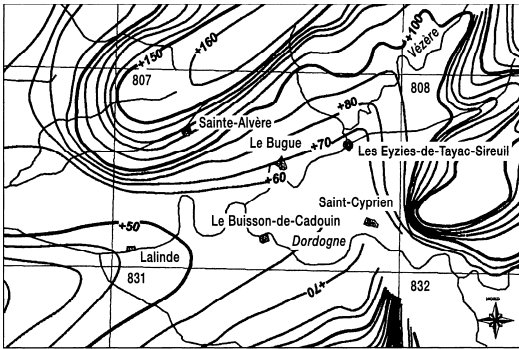 +150
+160
+100
Vézère
807
808
+80
Sainte-Alvère
Le Bugue
+70
Les Eyzies-de-Tayac-Sireuil
+60
Saint-Cyprien
+50
Le Buisson-de-Cadouin
Dordogne
Lalinde
831
+70
832
NORD